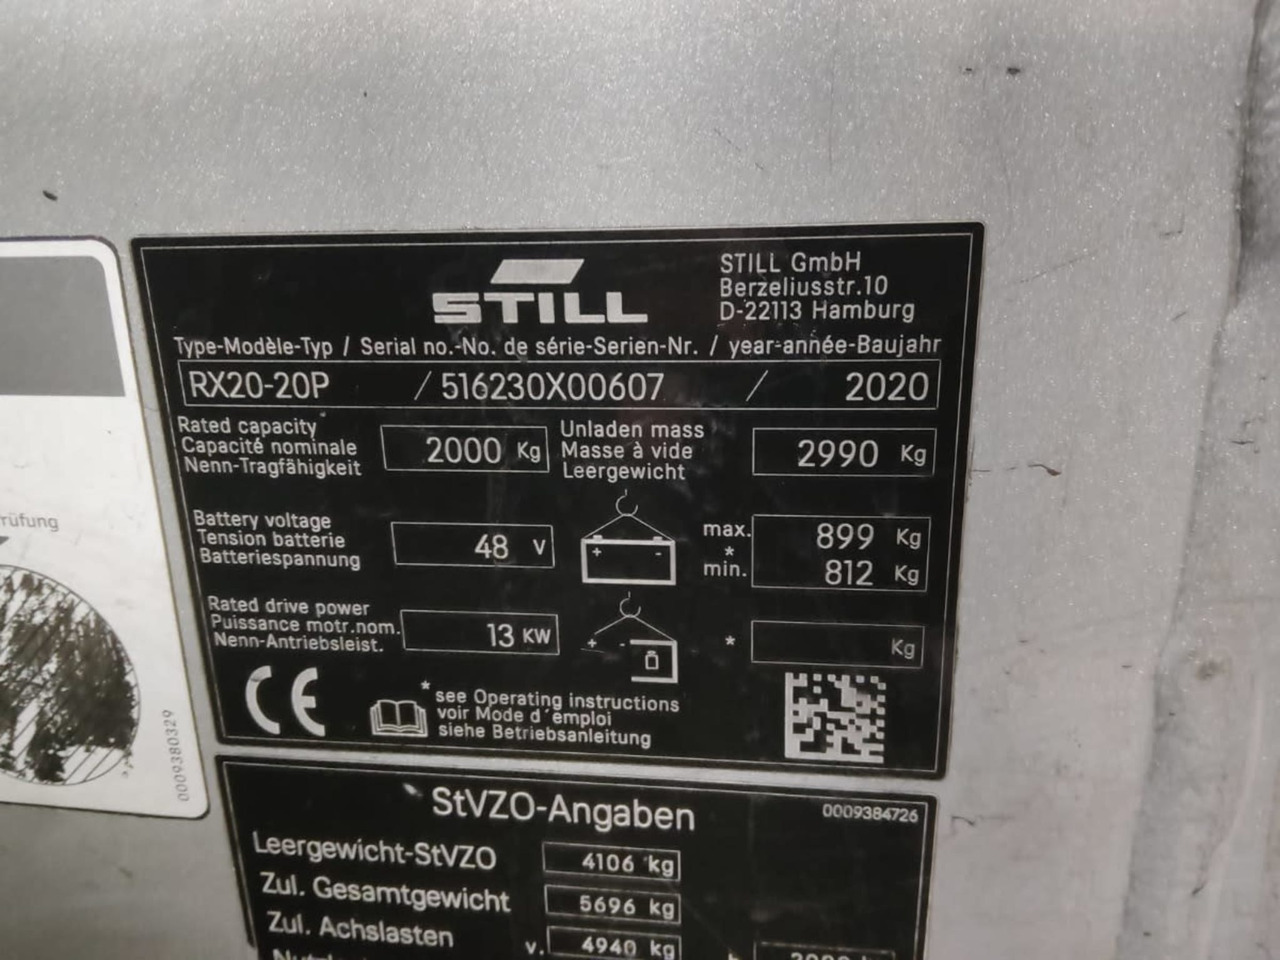 STILL
STILL GmbH
Berzeliusstr.10
D-22113 Hamburg
Type-Modèle-Typ / Serial no.-No. de série-Serien-Nr. / year-année-Baujahr
RX20-20P / 516230X00607 / 2020
Rated capacity
Capacité nominale
Nenn-Tragfähigkeit
2000 Kg
Unladen mass
Masse à vide
Leergewicht
2990 Kg
Battery voltage
Tension batterie
Batteriespannung
48 V
+ -
max. 899 Kg
*
min. 812 Kg
Rated drive power
Puissance motr.nom.
Nenn-Antriebsleist.
13 KW
+ -
* Kg
CE
* see Operating instructions
voir Mode d'emploi
siehe Betriebsanleitung
rüfung
0009380329
StVZO-Angaben
0009384726
Leergewicht-StVZO 4106 kg
Zul. Gesamtgewicht 5696 kg
Zul. Achslasten v. 4940 kg